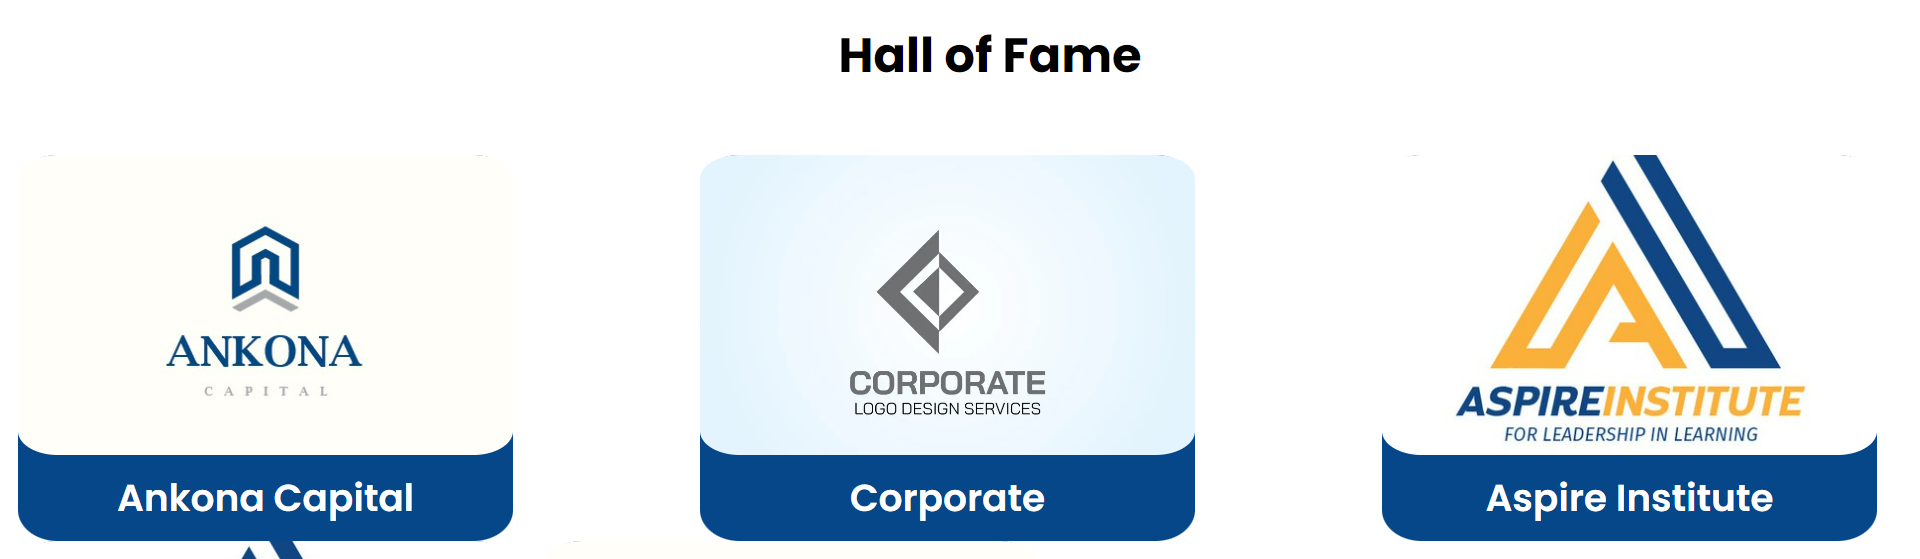 Hall of Fame
ANKONA
CAPITAL
Ankona Capital
CORPORATE
LOGO DESIGN SERVICES
Corporate
ASPIREINSTITUTE
FOR LEADERSHIP IN LEARNING
Aspire Institute